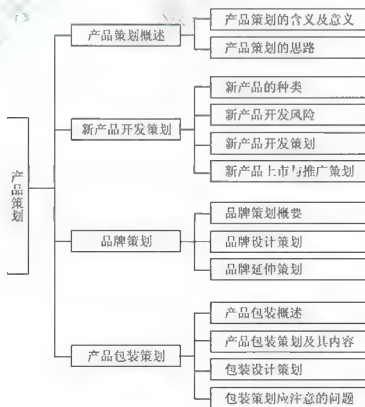 产品策划
产品策划概述
产品策划的含义及意义
产品策划的思路
新产品开发策划
新产品的种类
新产品开发风险
新产品开发策划
新产品上市与推广策划
品牌策划
品牌策划概要
品牌设计策划
品牌延伸策划
产品包装策划
产品包装概述
产品包装策划及其内容
包装设计策划
包装策划应注意的问题